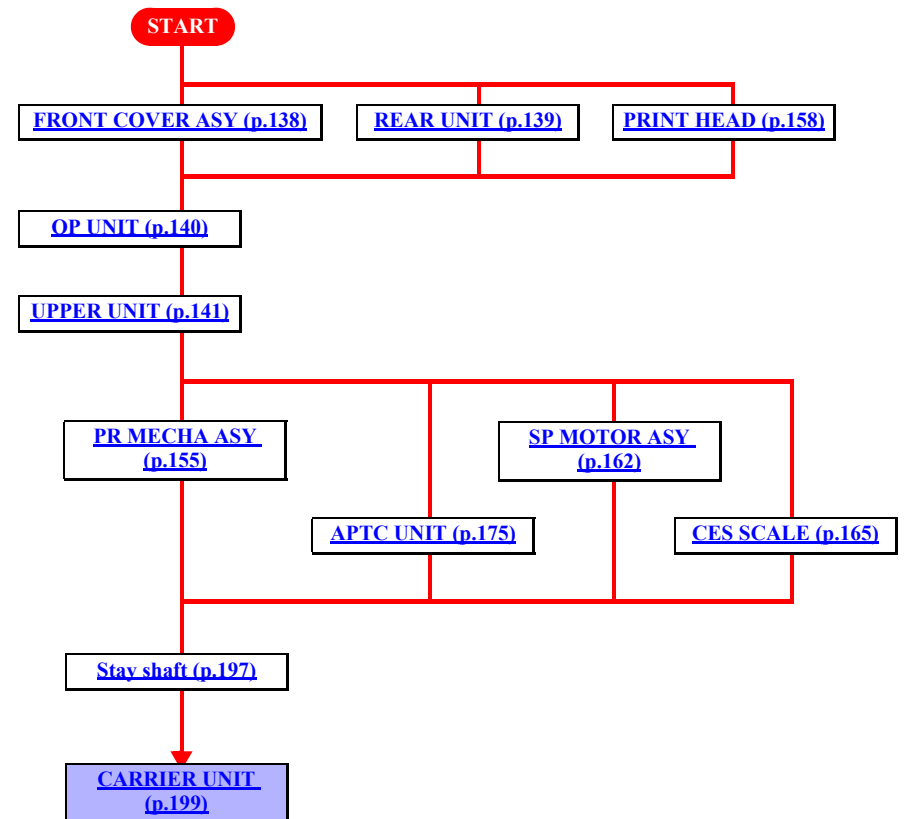 START
FRONT COVER ASY (p.138)
REAR UNIT (p.139)
PRINT HEAD (p.158)
OP UNIT (p.140)
UPPER UNIT (p.141)
PR MECHA ASY
(p.155)
SP MOTOR ASY
(p.162)
APTC UNIT (p.175)
CES SCALE (p.165)
Stay shaft (p.197)
CARRIER UNIT
(p.199)